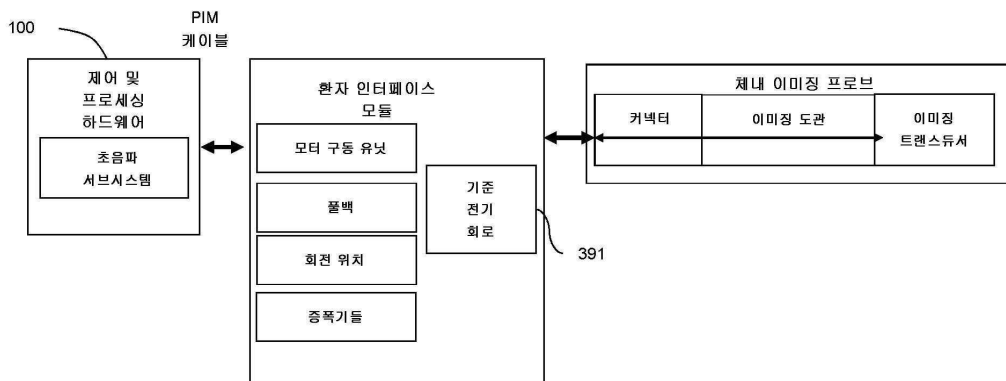 100
PIM
케이블
제어 및
프로세싱
하드웨어
초음파
서브시스템
환자 인터페이스
모듈
모터 구동 유닛
풀백
회전 위치
증폭기들
기준
전기
회로
391
체내 이미징 프로브
커넥터
이미징 도관
이미징
트랜스듀서